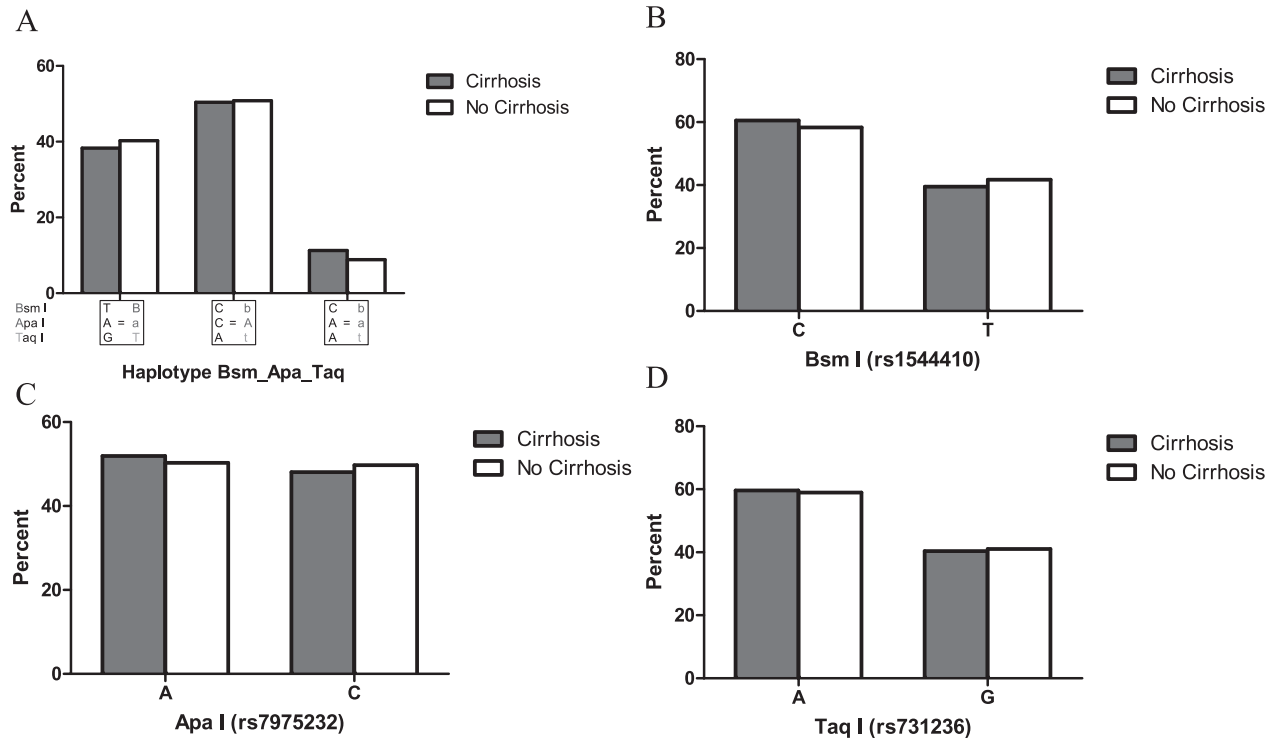 A
60
40
20
0
Percent
Cirrhosis
No Cirrhosis
Bsm I T B C b C b
Apa I A = a C = A A = a
Taq I G T A t A t
Haplotype Bsm_Apa_Taq
B
80
60
40
20
0
Percent
Cirrhosis
No Cirrhosis
C T
Bsm I (rs1544410)
C
60
40
20
0
Percent
Cirrhosis
No Cirrhosis
A C
Apa I (rs7975232)
D
80
60
40
20
0
Percent
Cirrhosis
No Cirrhosis
A G
Taq I (rs731236)